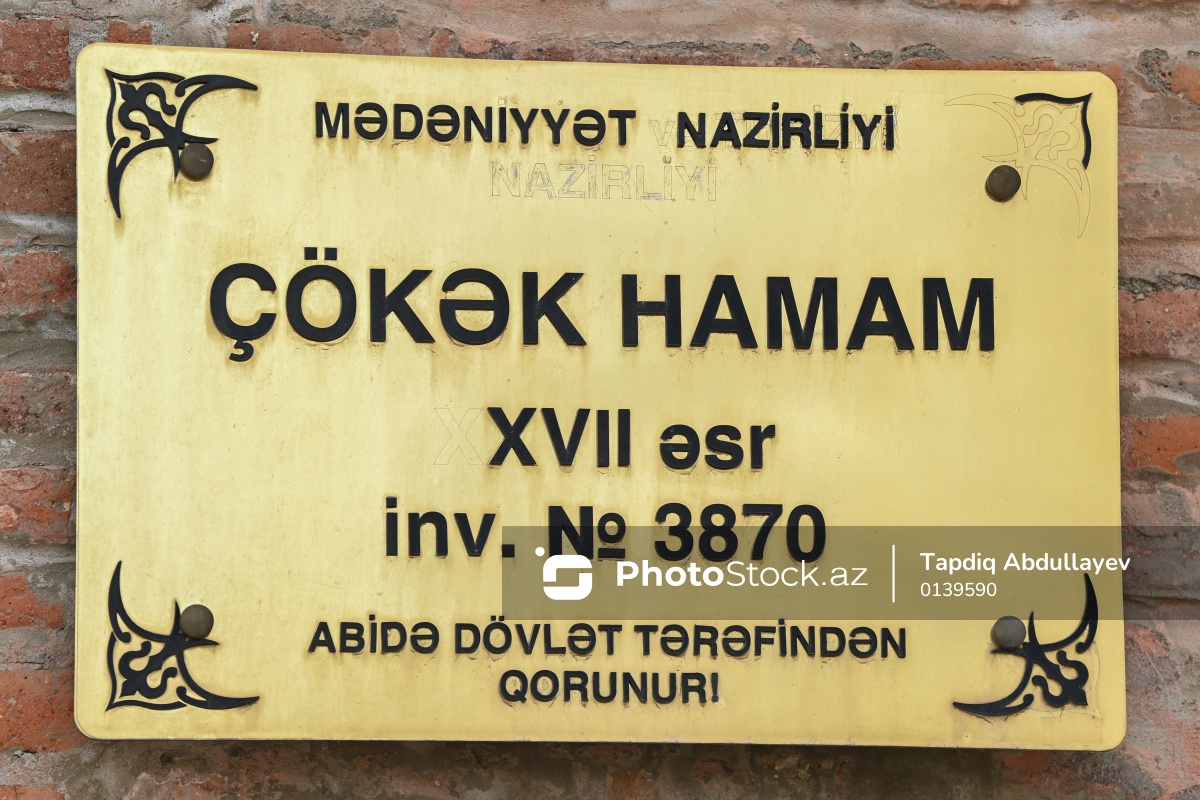 MƏDƏNİYYƏT NAZİRLİYİ
NAZİRLİYİ
ÇÖKƏK HAMAM
XVII əsr
inv. № 3870
PhotoStock.az
Tapdiq Abdullayev
0139590
ABİDƏ DÖVLƏT TƏRƏFİNDƏN
QORUNUR!